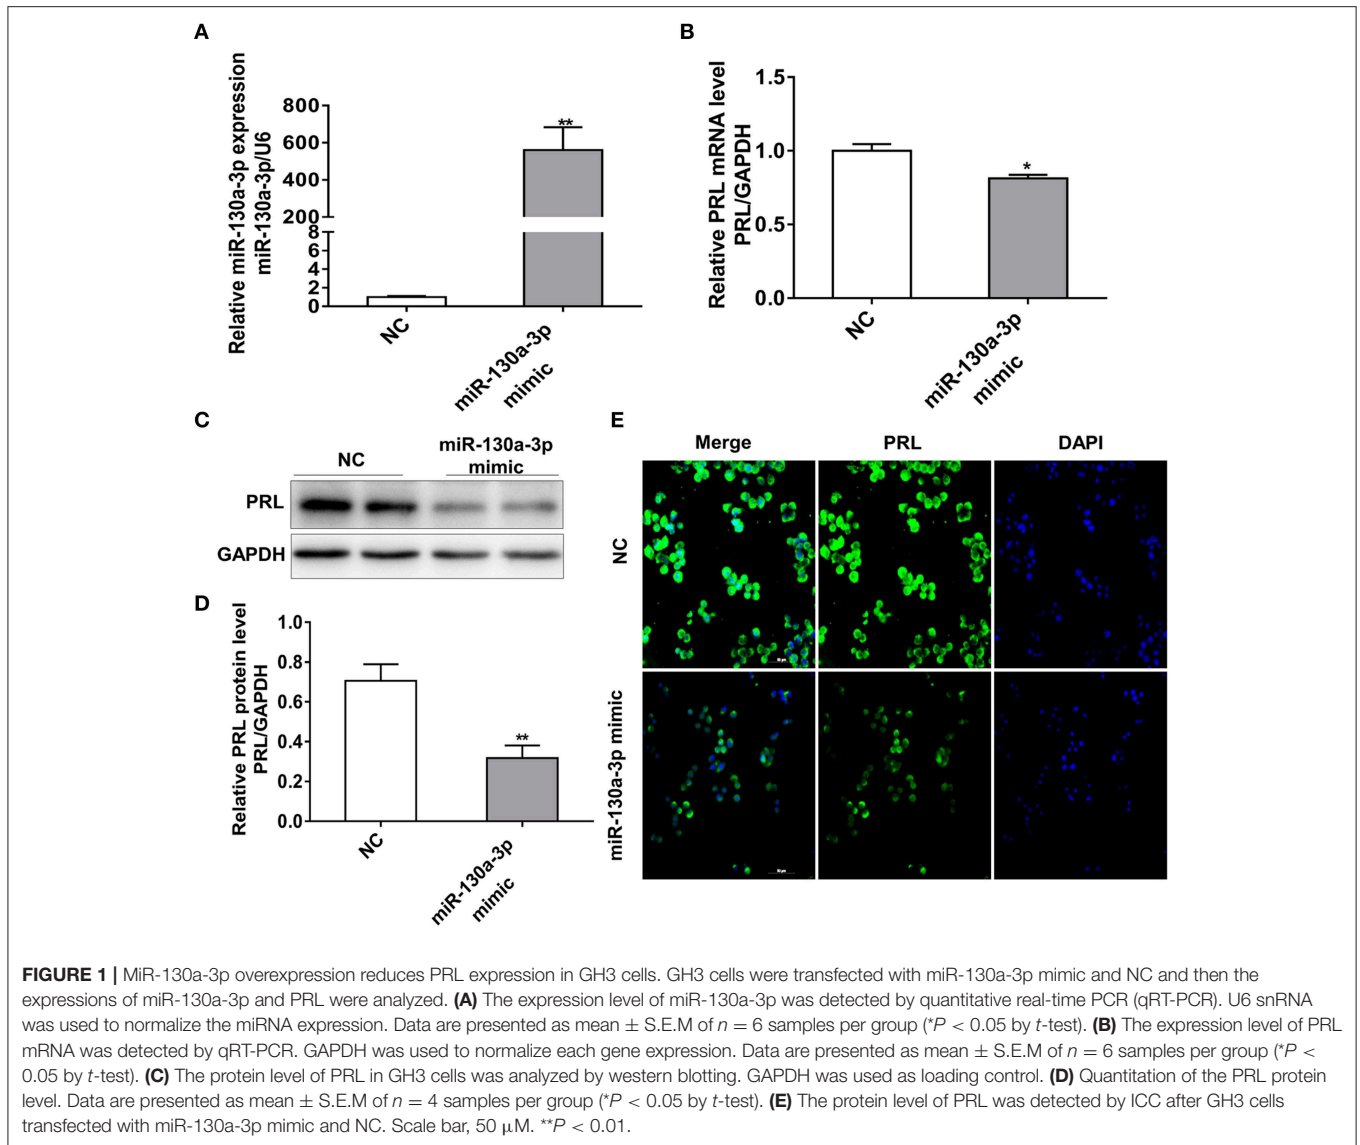 A
Relative miR-130a-3p expression
miR-130a-3p/U6
800
600
400
200
8
6
4
2
0
**
NC
miR-130a-3p
mimic
B
Relative PRL mRNA level
PRL/GAPDH
1.5
1.0
0.5
0.0
*
NC
miR-130a-3p
mimic
C
NC
miR-130a-3p
mimic
PRL
GAPDH
D
Relative PRL protein level
PRL/GAPDH
1.0
0.8
0.6
0.4
0.2
0.0
**
NC
miR-130a-3p
mimic
E
Merge PRL DAPI
NC
miR-130a-3p mimic
FIGURE 1 | MiR-130a-3p overexpression reduces PRL expression in GH3 cells. GH3 cells were transfected with miR-130a-3p mimic and NC and then the
expressions of miR-130a-3p and PRL were analyzed. (A) The expression level of miR-130a-3p was detected by quantitative real-time PCR (qRT-PCR). U6 snRNA
was used to normalize the miRNA expression. Data are presented as mean ± S.E.M of n = 6 samples per group (*P < 0.05 by t-test). (B) The expression level of PRL
mRNA was detected by qRT-PCR. GAPDH was used to normalize each gene expression. Data are presented as mean ± S.E.M of n = 6 samples per group (*P <
0.05 by t-test). (C) The protein level of PRL in GH3 cells was analyzed by western blotting. GAPDH was used as loading control. (D) Quantitation of the PRL protein
level. Data are presented as mean ± S.E.M of n = 4 samples per group (*P < 0.05 by t-test). (E) The protein level of PRL was detected by ICC after GH3 cells
transfected with miR-130a-3p mimic and NC. Scale bar, 50 μM. **P < 0.01.